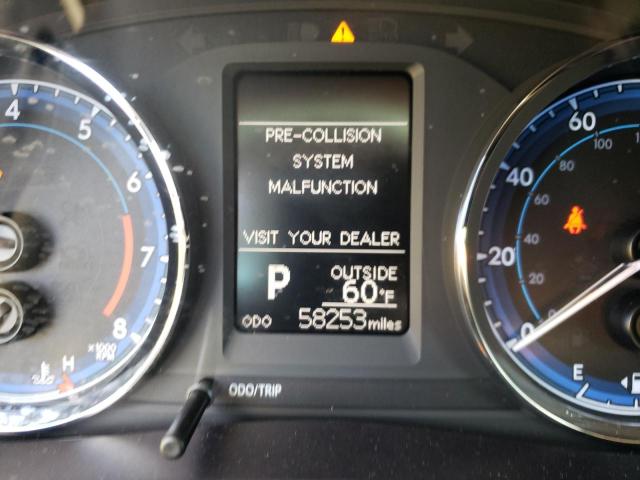 PRE-COLLISION
SYSTEM
MALFUNCTION
VISIT YOUR DEALER
P
OUTSIDE
60°F
ODO 58253 miles
ODO/TRIP
4
5
6
7
8
x1000
RPM
H
60
40
20
0
100
80
60
40
20
E